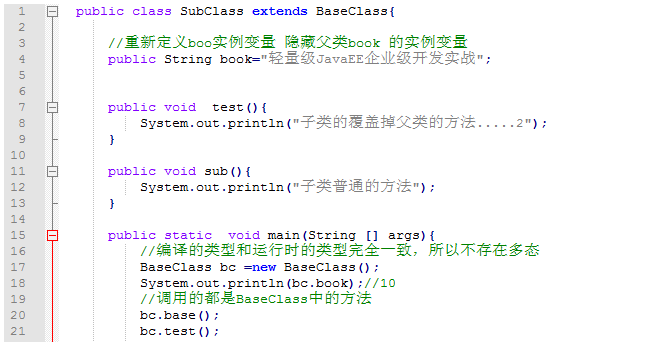 1 public class SubClass extends BaseClass{
2
3 //重新定义boo实例变量 隐藏父类book 的实例变量
4 public String book="轻量级JavaEE企业级开发实战";
5
6
7 public void  test(){
8 System.out.println("子类的覆盖掉父类的方法.....2");
9 }
10
11 public void sub(){
12 System.out.println("子类普通的方法");
13 }
14
15 public static  void main(String [] args){
16 //编译的类型和运行时的类型完全一致，所以不存在多态
17 BaseClass bc =new BaseClass();
18 System.out.println(bc.book);//10
19 //调用的都是BaseClass中的方法
20 bc.base();
21 bc.test();